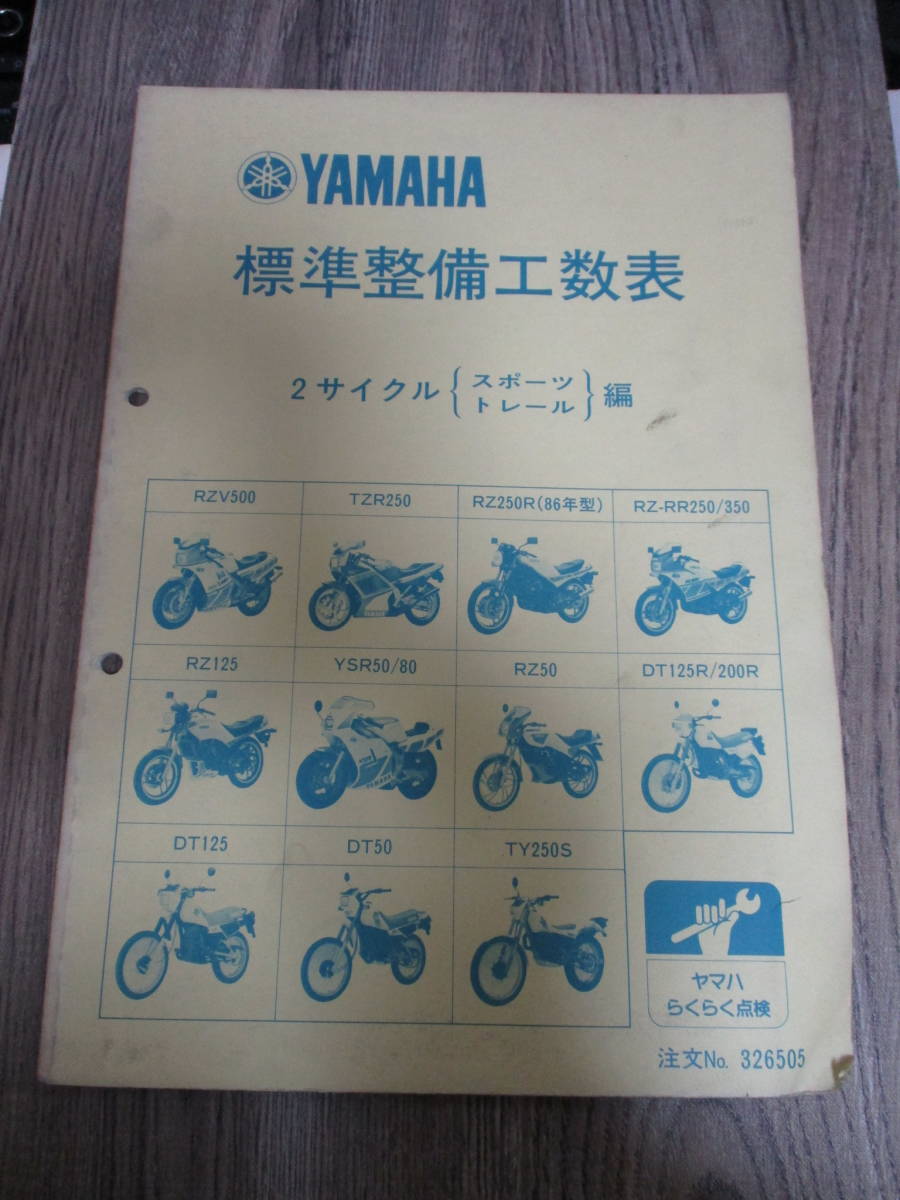 YAMAHA
標準整備工数表
2サイクル{スポーツ トレール}編
RZV500 TZR250 RZ250R(86年型) RZ-RR250/350
RZ125 YSR50/80 RZ50 DT125R/200R
DT125 DT50 TY250S
ヤマハ
らくらく点検
注文No. 326505